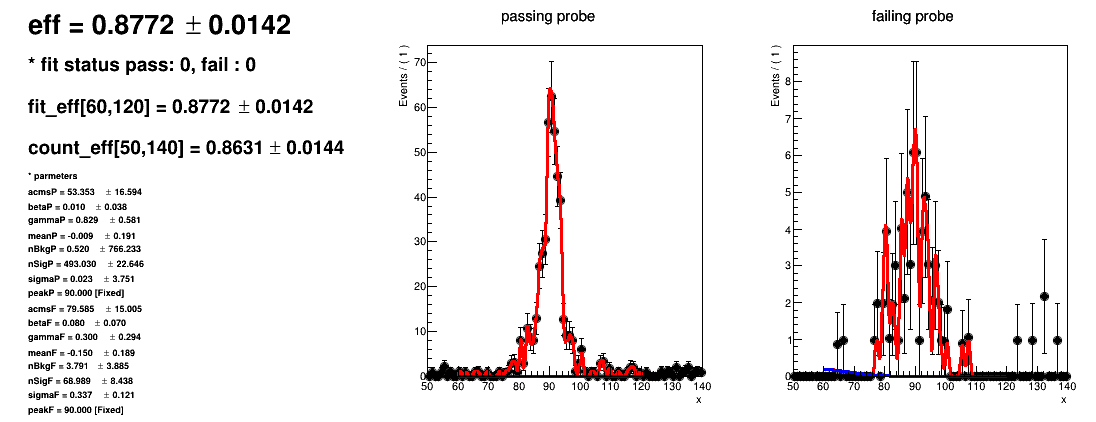 eff = 0.8772 ± 0.0142
* fit status pass: 0, fail : 0
fit_eff[60,120] = 0.8772 ± 0.0142
count_eff[50,140] = 0.8631 ± 0.0144
* parmeters
acmsP = 53.353 ± 16.594
betaP = 0.010 ± 0.038
gammaP = 0.829 ± 0.581
meanP = -0.009 ± 0.191
nBkgP = 0.520 ± 766.233
nSigP = 493.030 ± 22.646
sigmaP = 0.023 ± 3.751
peakP = 90.000 [Fixed]
acmsF = 79.585 ± 15.005
betaF = 0.080 ± 0.070
gammaF = 0.300 ± 0.294
meanF = -0.150 ± 0.189
nBkgF = 3.791 ± 3.885
nSigF = 68.989 ± 8.438
sigmaF = 0.337 ± 0.121
peakF = 90.000 [Fixed]
passing probe
Events / ( 1 )
70
60
50
40
30
20
10
0
50 60 70 80 90 100 110 120 130 140
x
failing probe
Events / ( 1 )
8
7
6
5
4
3
2
1
0
50 60 70 80 90 100 110 120 130 140
x